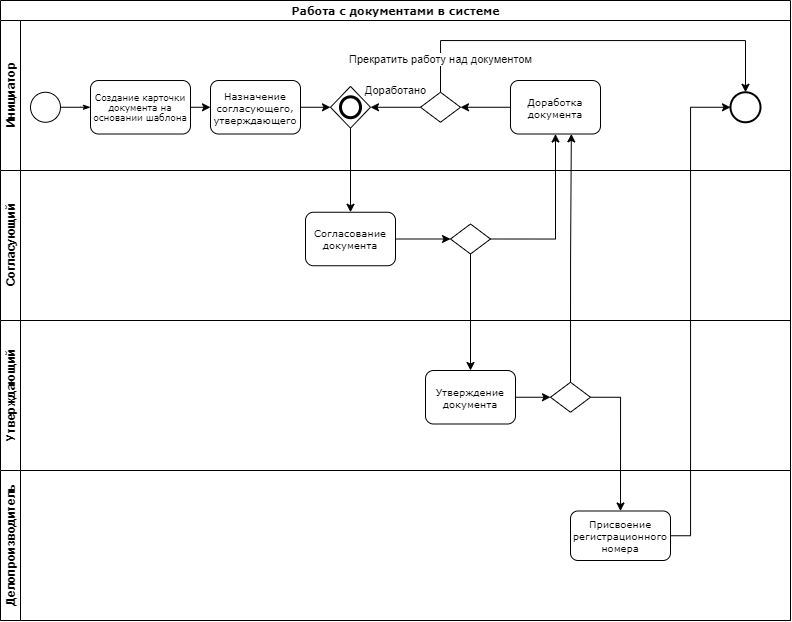 Работа с документами в системе
Инициатор
Создание карточки
документа на
основании шаблона
Назначение
согласующего,
утверждающего
Прекратить работу над документом
Доработано
Доработка
документа
Согласующий
Согласование
документа
Утверждающий
Утверждение
документа
Делопроизводитель
Присвоение
регистрационного
номера